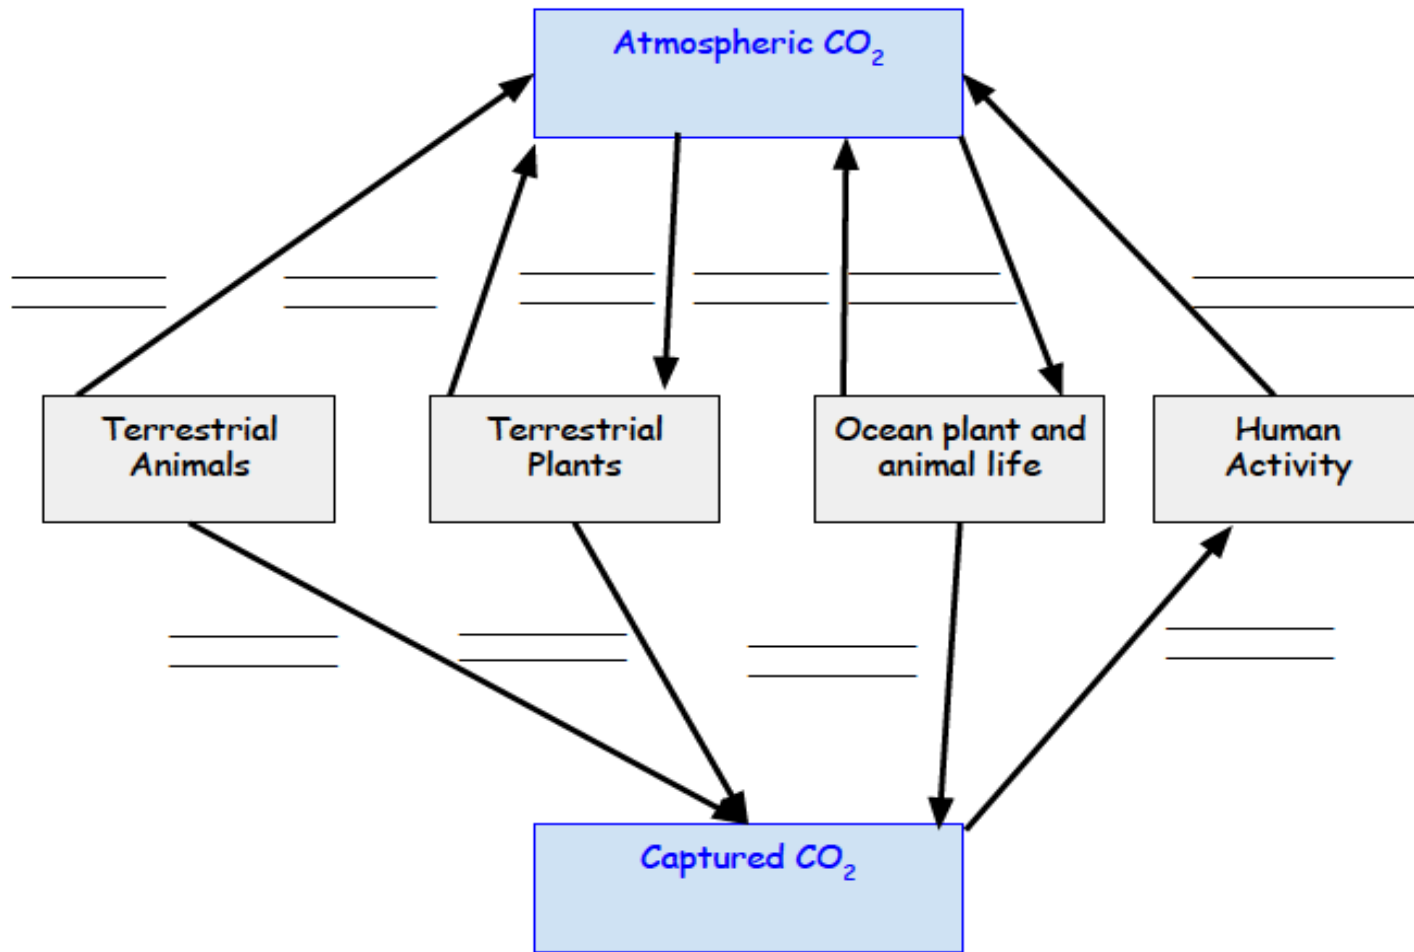 Atmospheric CO₂
Terrestrial
Animals
Terrestrial
Plants
Ocean plant and
animal life
Human
Activity
Captured CO₂